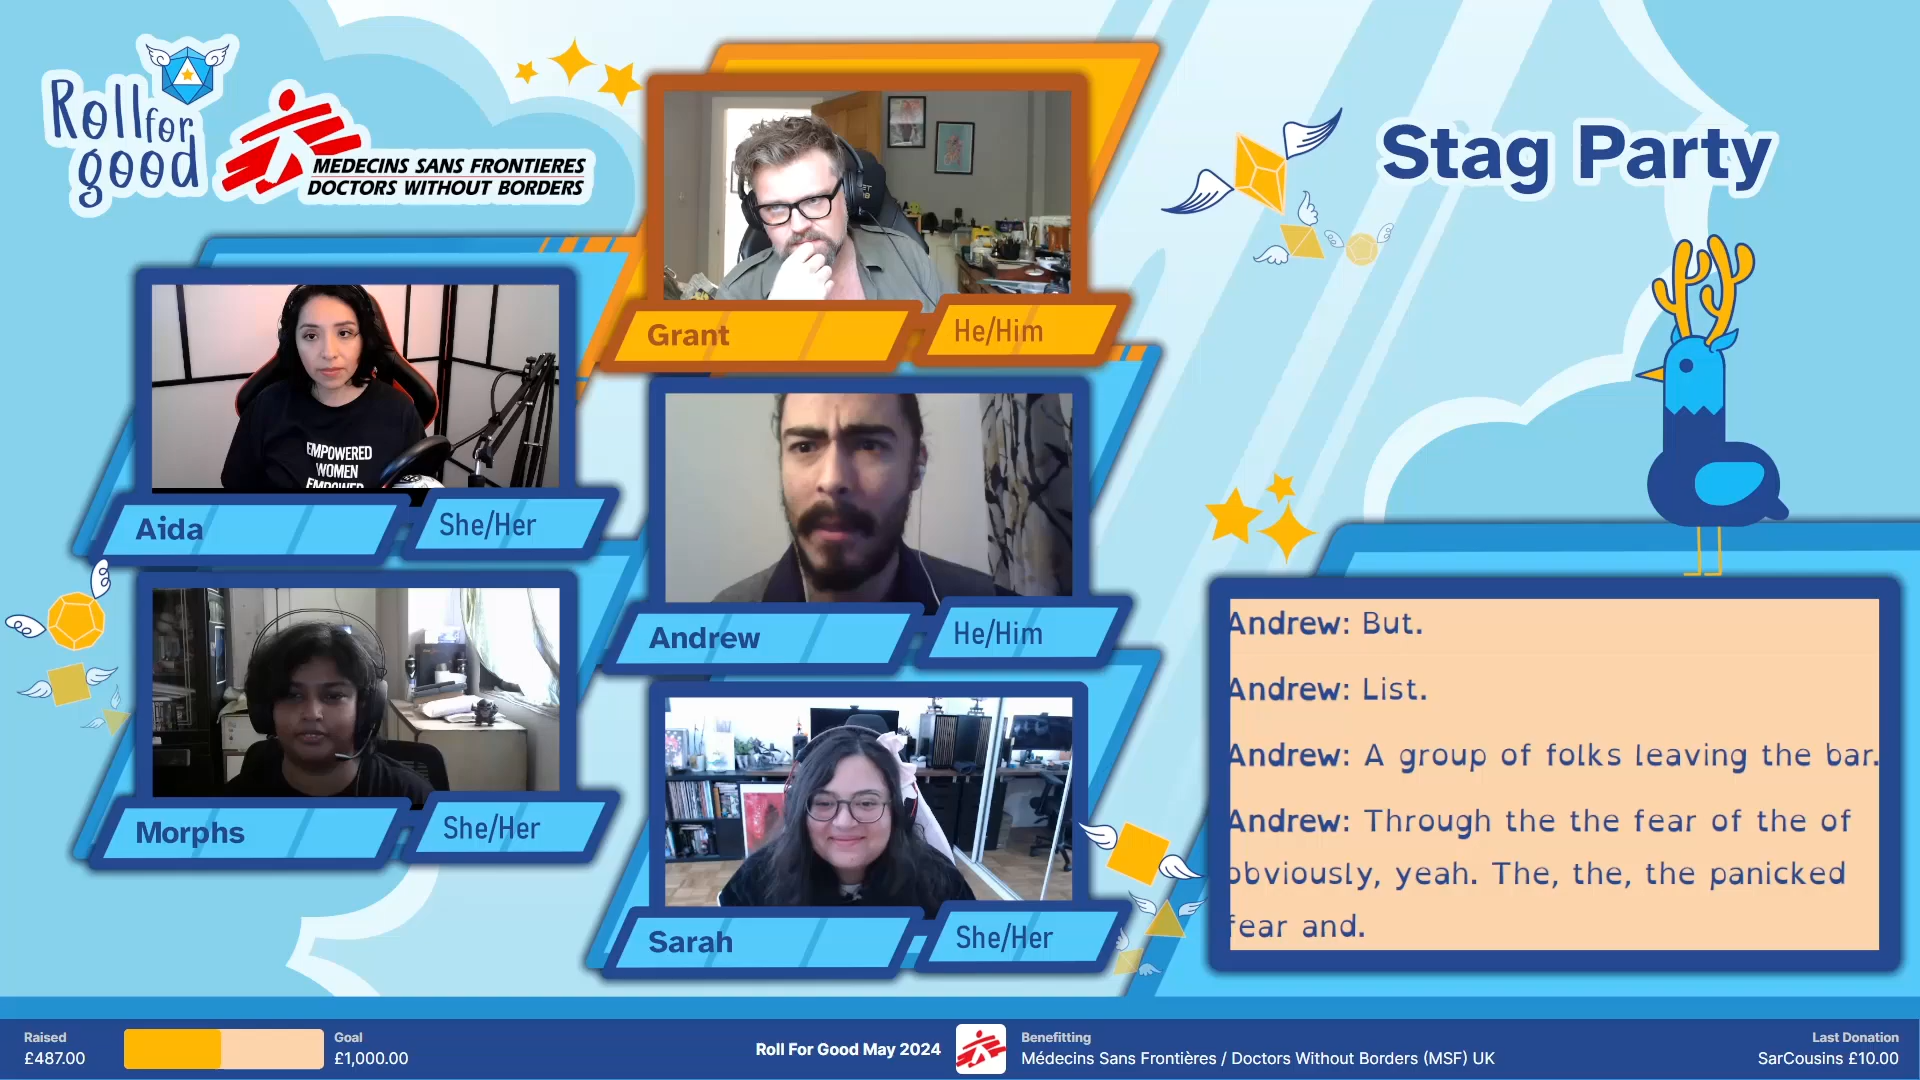 Roll for good
MEDECINS SANS FRONTIERES
DOCTORS WITHOUT BORDERS
Stag Party
Grant
He/Him
EMPOWERED
WOMEN
EMPOWER
Aida
She/Her
Andrew
He/Him
Morphs
She/Her
Sarah
She/Her
Andrew: But.
Andrew: List.
Andrew: A group of folks leaving the bar.
Andrew: Through the the fear of the of
obviously, yeah. The, the, the panicked
fear and.
Raised
£487.00
Goal
£1,000.00
Roll For Good May 2024
Benefitting
Médecins Sans Frontières / Doctors Without Borders (MSF) UK
Last Donation
SarCousins £10.00